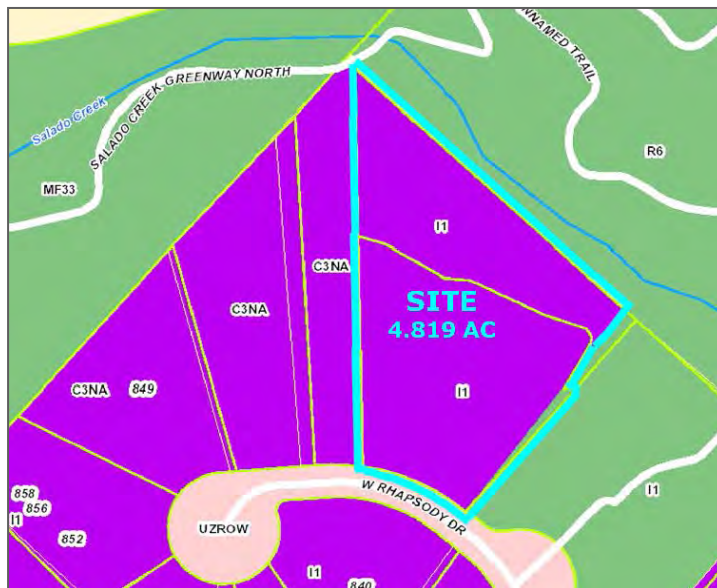 NNAMED TRAIL
SALADO CREEK GREENWAY NORTH
Salado Creek
R6
MF33
I1
C3NA
SITE
4.819 AC
C3NA
C3NA 849
I1
I1
W RHAPSODY DR
858
856
I1
852
UZROW
I1
840